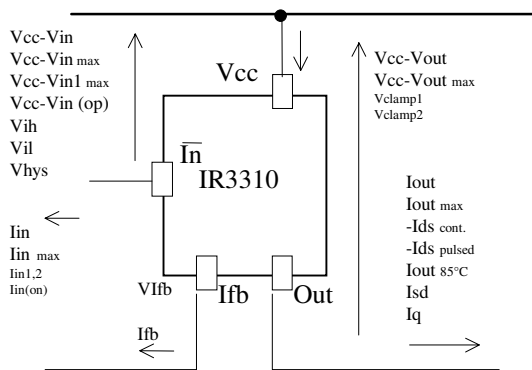 Vcc-Vin
Vcc-Vin max
Vcc-Vin1 max
Vcc-Vin (op)
Vih
Vil
Vhys
Iin
Iin max
Iin1,2
Iin(on)
Vcc
In
IR3310
VIfb
Ifb
Out
Ifb
Vcc-Vout
Vcc-Vout max
Vclamp1
Vclamp2
Iout
Iout max
-Ids cont.
-Ids pulsed
Iout 85°C
Isd
Iq